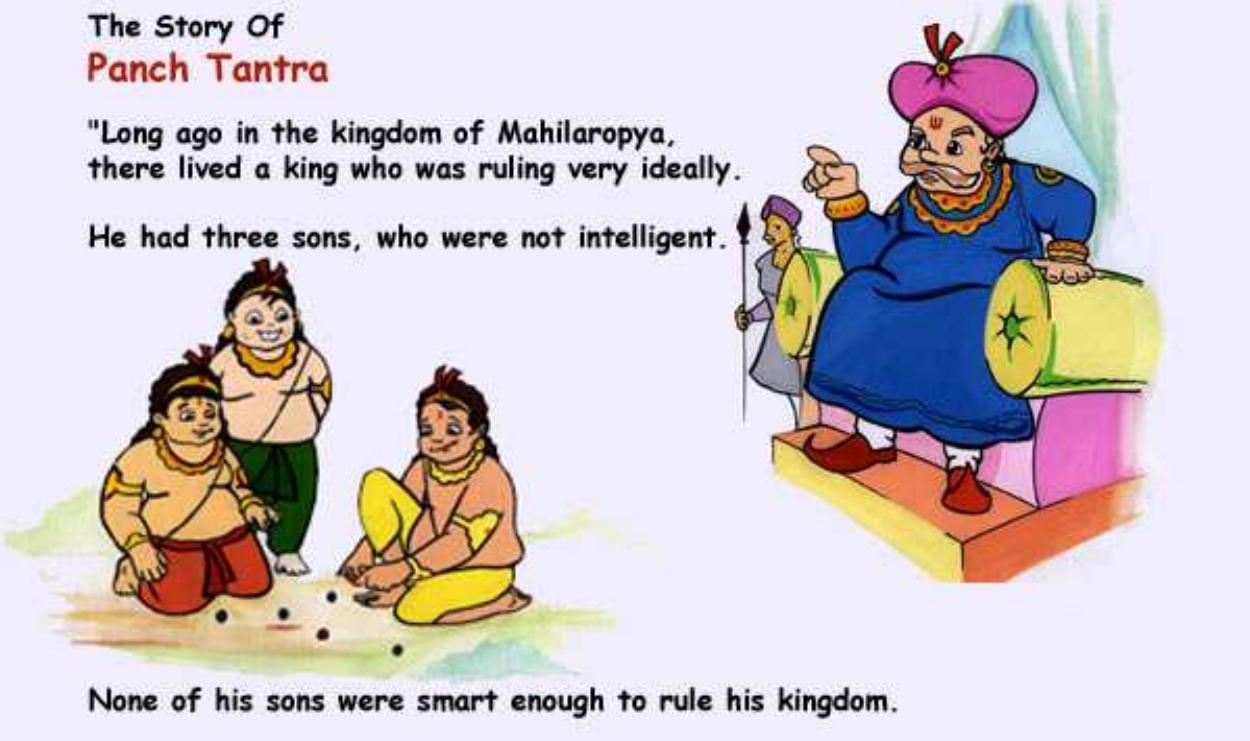 The Story Of
Panch Tantra
"Long ago in the kingdom of Mahilaropya,
there lived a king who was ruling very ideally.
He had three sons, who were not intelligent.
None of his sons were smart enough to rule his kingdom.